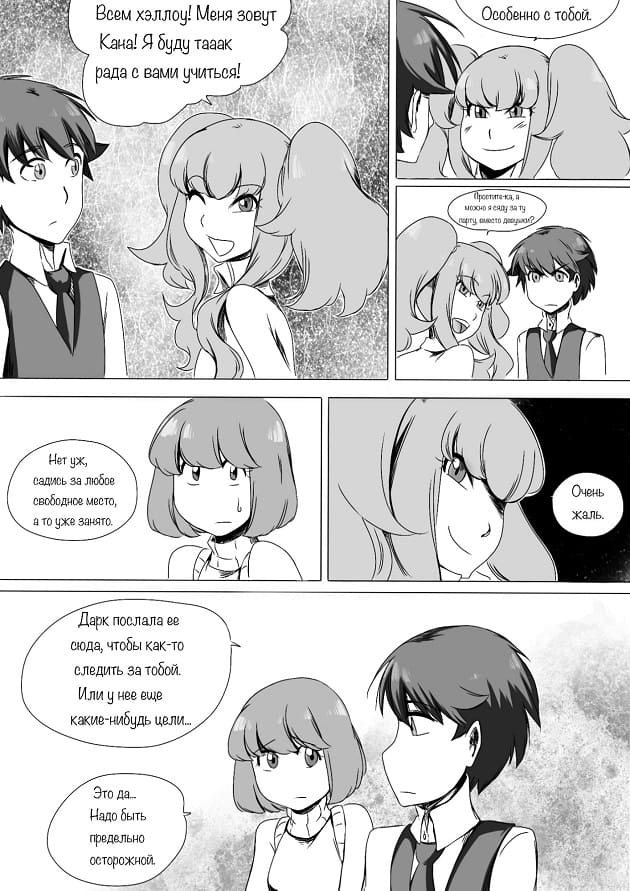 Всем хэллоу! Меня зовут
Кана! Я буду тааак
рада с вами учиться!
Особенно с тобой.
Простите-ка, а
можно я сяду за ту
парту, вместо девушки?
Нет уж,
садись за любое
свободное место,
а то уже занято.
Очень
жаль.
Дарк послала ее
сюда, чтобы как-то
следить за тобой.
Или у нее еще
какие-нибудь цели...
Это да...
Надо быть
предельно
осторожной.